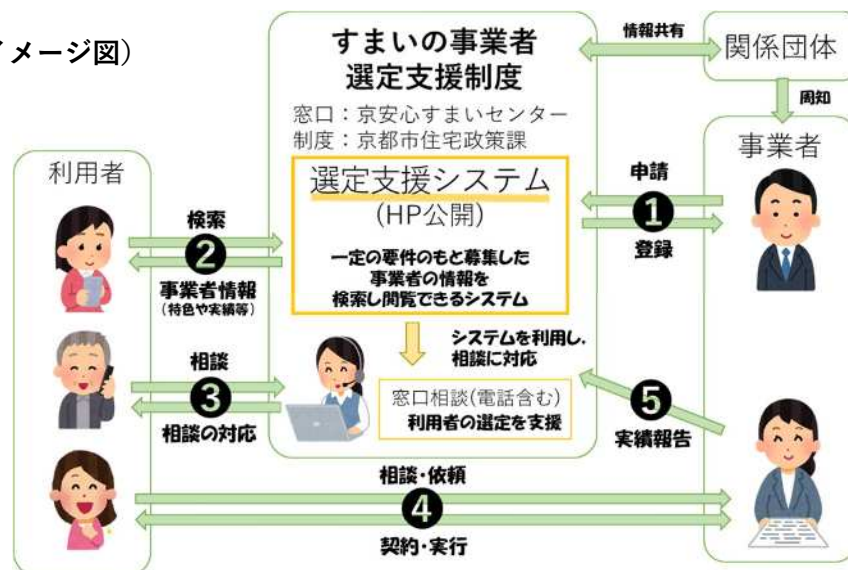 イメージ図）
すまいの事業者
選定支援制度
窓口：京安心すまいセンター
制度：京都市住宅政策課
選定支援システム
(HP公開)
一定の要件のもと募集した
事業者の情報を
検索し閲覧できるシステム
システムを利用し、
相談に対応
窓口相談(電話含む)
利用者の選定を支援
情報共有
関係団体
周知
事業者
申請
❶
登録
利用者
検索
❷
事業者情報
（特色や実績等）
相談
❸
相談の対応
❺
実績報告
相談・依頼
❹
契約・実行